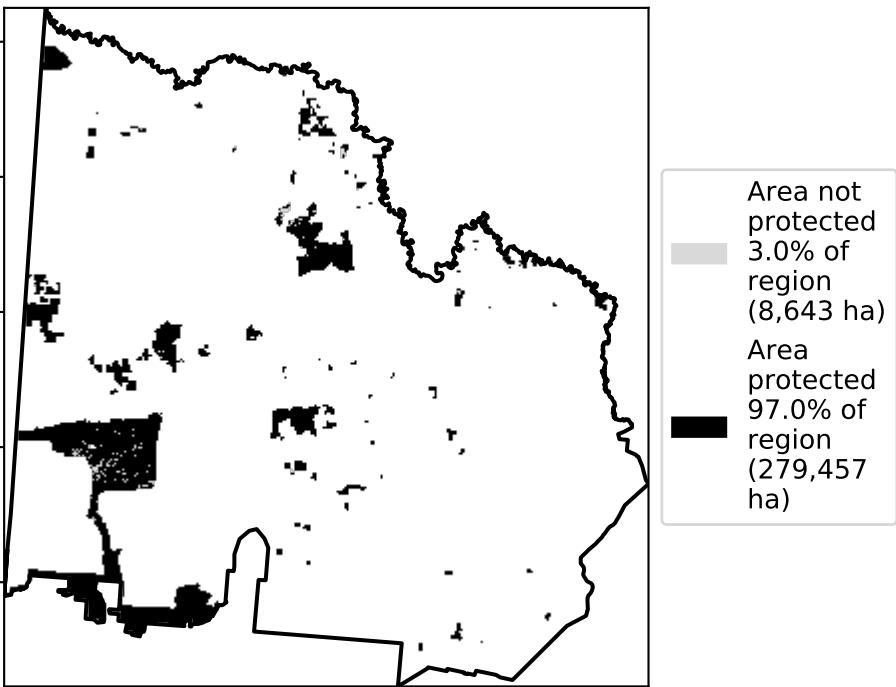 Area not
protected
3.0% of
region
(8,643 ha)
Area
protected
97.0% of
region
(279,457
ha)